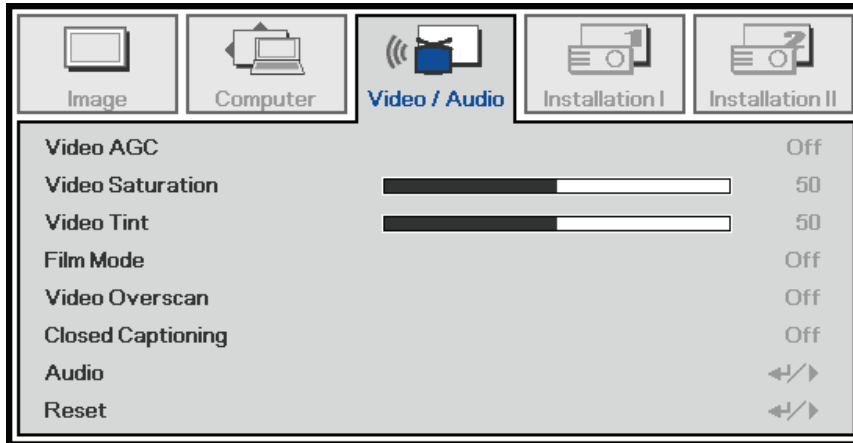 Image Computer Video / Audio Installation I Installation II
Video AGC Off
Video Saturation 50
Video Tint 50
Film Mode Off
Video Overscan Off
Closed Captioning Off
Audio
Reset